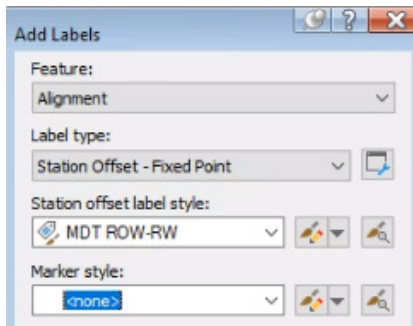 Add Labels
Feature:
Alignment
Label type:
Station Offset - Fixed Point
Station offset label style:
MDT ROW-RW
Marker style:
<none>